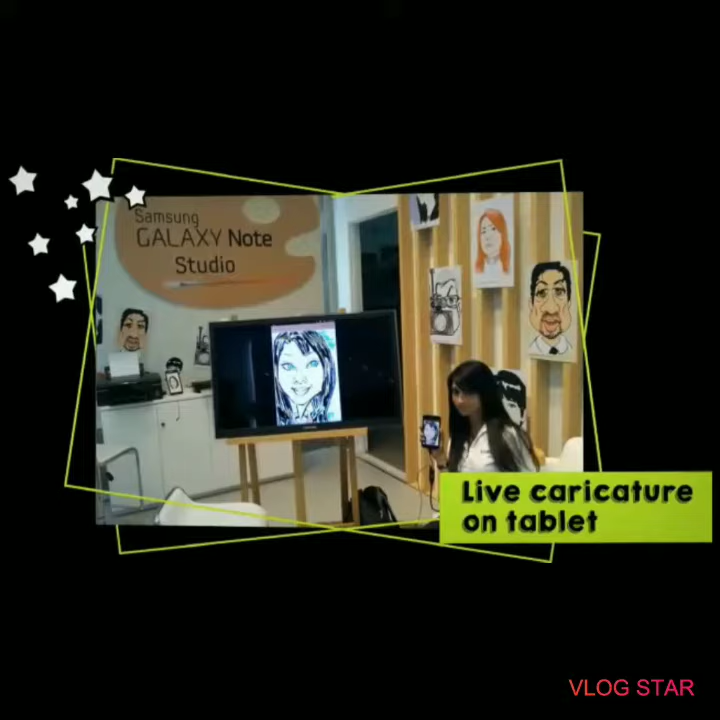 Samsung
GALAXY Note
Studio
Live caricature
on tablet
VLOG STAR